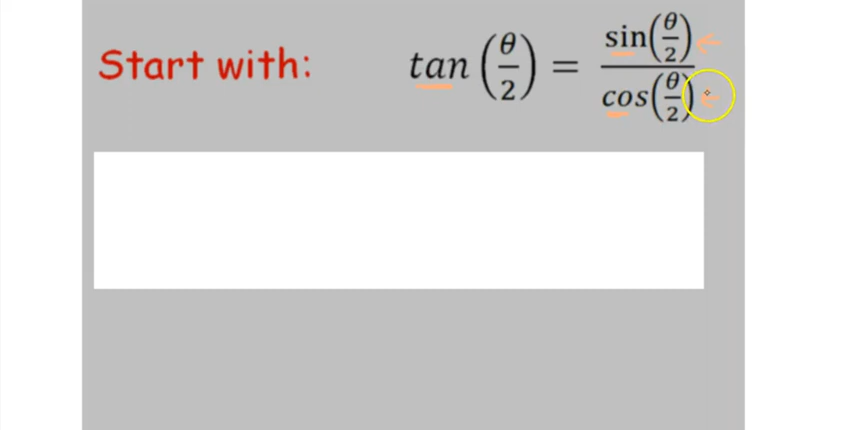 Start with: tan(θ/2) = sin(θ/2)/cos(θ/2)